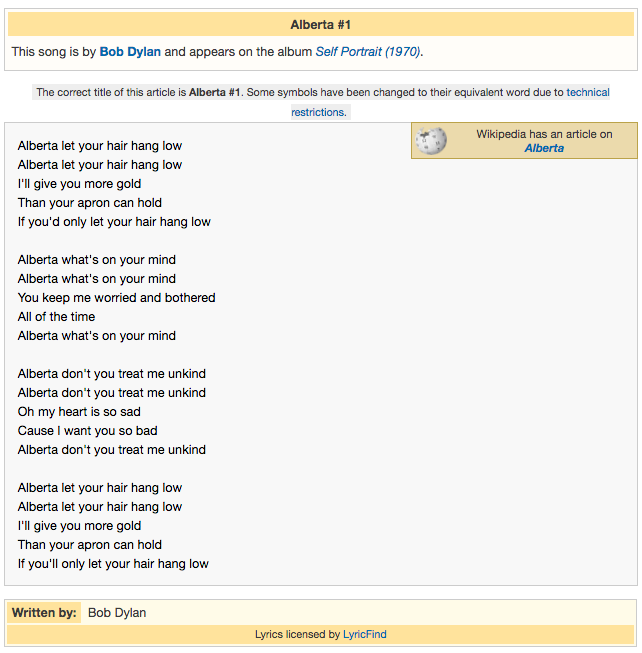 Alberta #1
This song is by Bob Dylan and appears on the album Self Portrait (1970).
The correct title of this article is Alberta #1. Some symbols have been changed to their equivalent word due to technical
restrictions.
Wikipedia has an article on
Alberta
Alberta let your hair hang low
Alberta let your hair hang low
I'll give you more gold
Than your apron can hold
If you'd only let your hair hang low
Alberta what's on your mind
Alberta what's on your mind
You keep me worried and bothered
All of the time
Alberta what's on your mind
Alberta don't you treat me unkind
Alberta don't you treat me unkind
Oh my heart is so sad
Cause I want you so bad
Alberta don't you treat me unkind
Alberta let your hair hang low
Alberta let your hair hang low
I'll give you more gold
Than your apron can hold
If you'll only let your hair hang low
Written by: Bob Dylan
Lyrics licensed by LyricFind